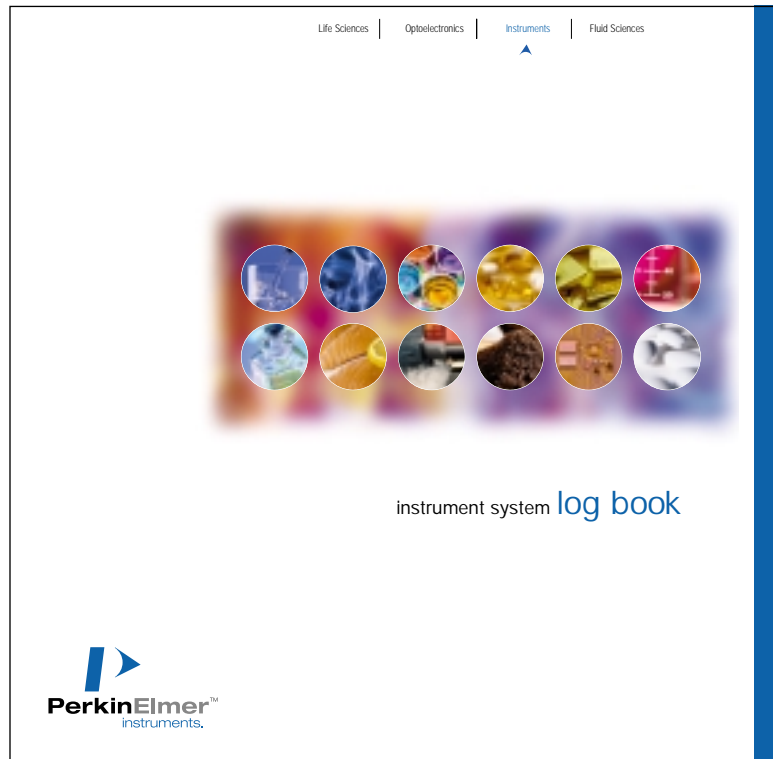 Life Sciences Optoelectronics Instruments Fluid Sciences
instrument system log book
PerkinElmer™
instruments.